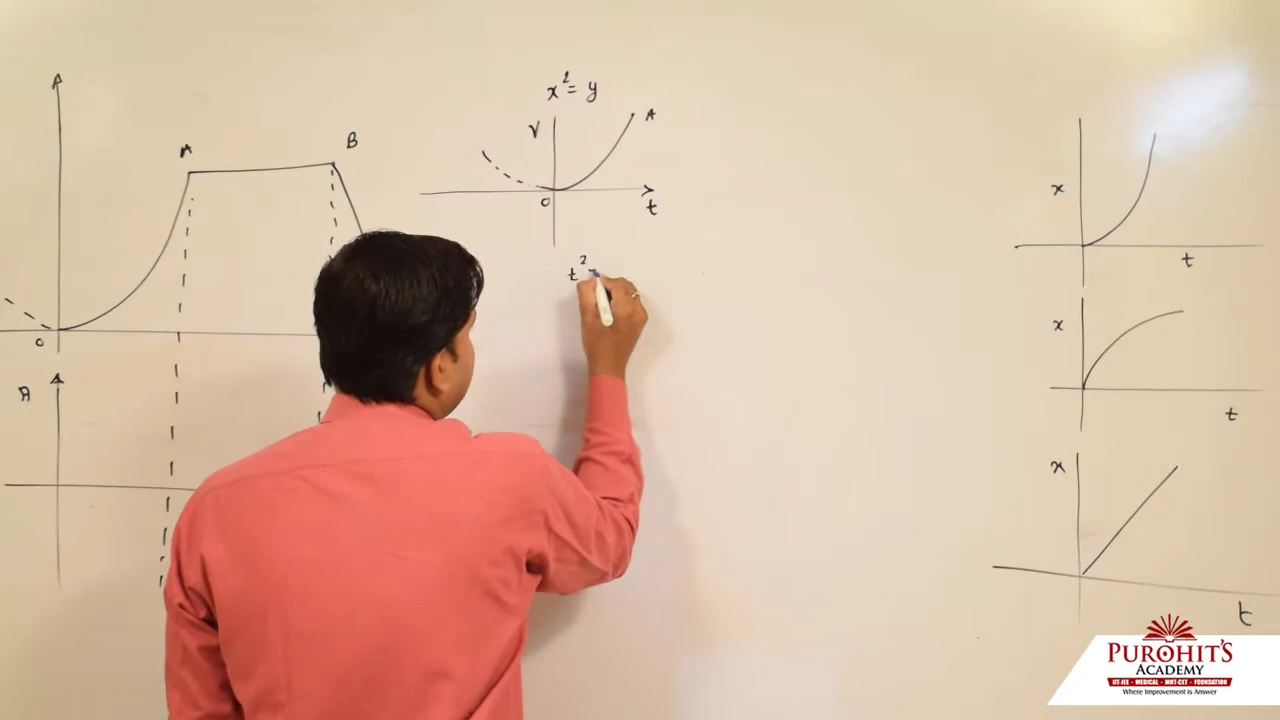 A
B
O
x² = y
V
A
O
t
t²
x
t
x
t
x
t
PUROHIT'S
ACADEMY
IIT-JEE - MEDICAL - MHT-CET - FOUNDATION
Where Improvement is Answer